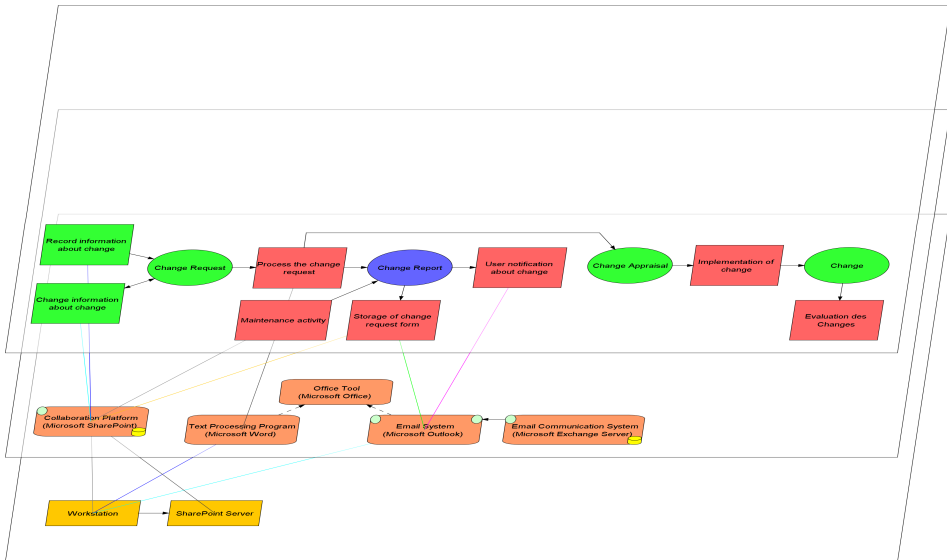 Record information
about change
Change Request
Process the change
request
Change Report
User notification
about change
Change Appraisal
Implementation of
change
Change
Change information
about change
Maintenance activity
Storage of change
request form
Evaluation des
Changes
Office Tool
(Microsoft Office)
Collaboration Platform
(Microsoft SharePoint)
Text Processing Program
(Microsoft Word)
Email System
(Microsoft Outlook)
Email Communication System
(Microsoft Exchange Server)
Workstation
SharePoint Server